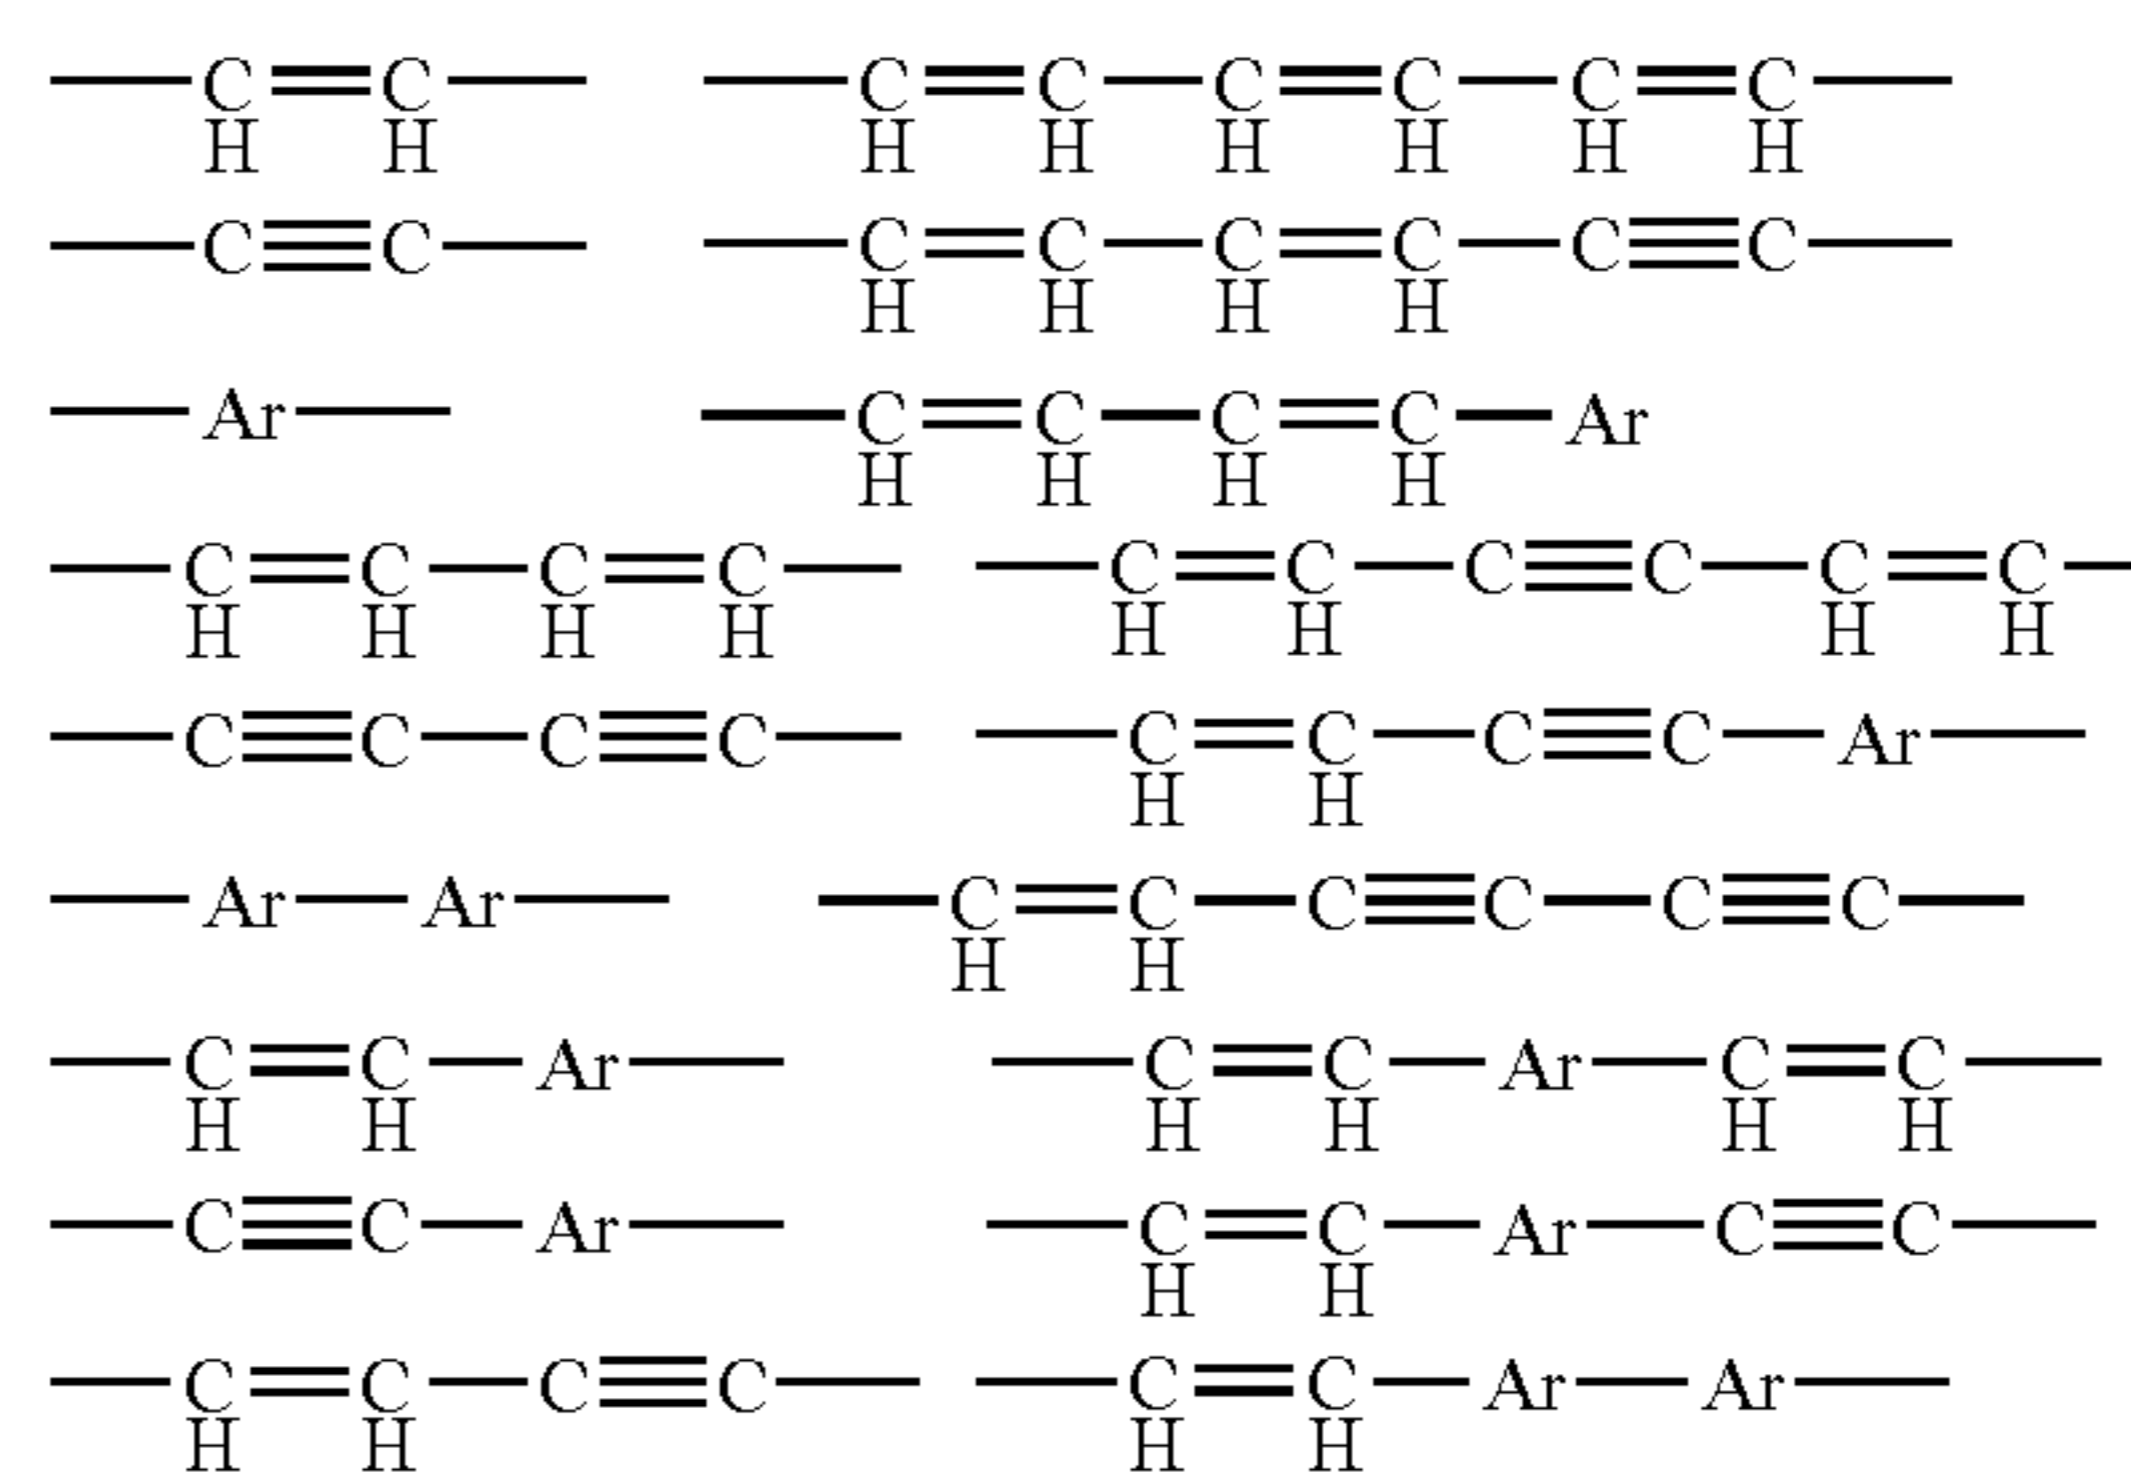 —C=C— —C=C—C=C—C=C—
H H H H H H H H
—C≡C— —C=C—C=C—C≡C—
H H H H
—Ar— —C=C—C=C—Ar
H H H H
—C=C—C=C— —C=C—C≡C—C=C—
H H H H H H H H
—C≡C—C≡C— —C=C—C≡C—Ar—
H H
—Ar—Ar— —C=C—C≡C—C≡C—
H H
—C=C—Ar— —C=C—Ar—C=C—
H H H H H H
—C≡C—Ar— —C=C—Ar—C≡C—
H H
—C=C—C≡C— —C=C—Ar—Ar—
H H H H